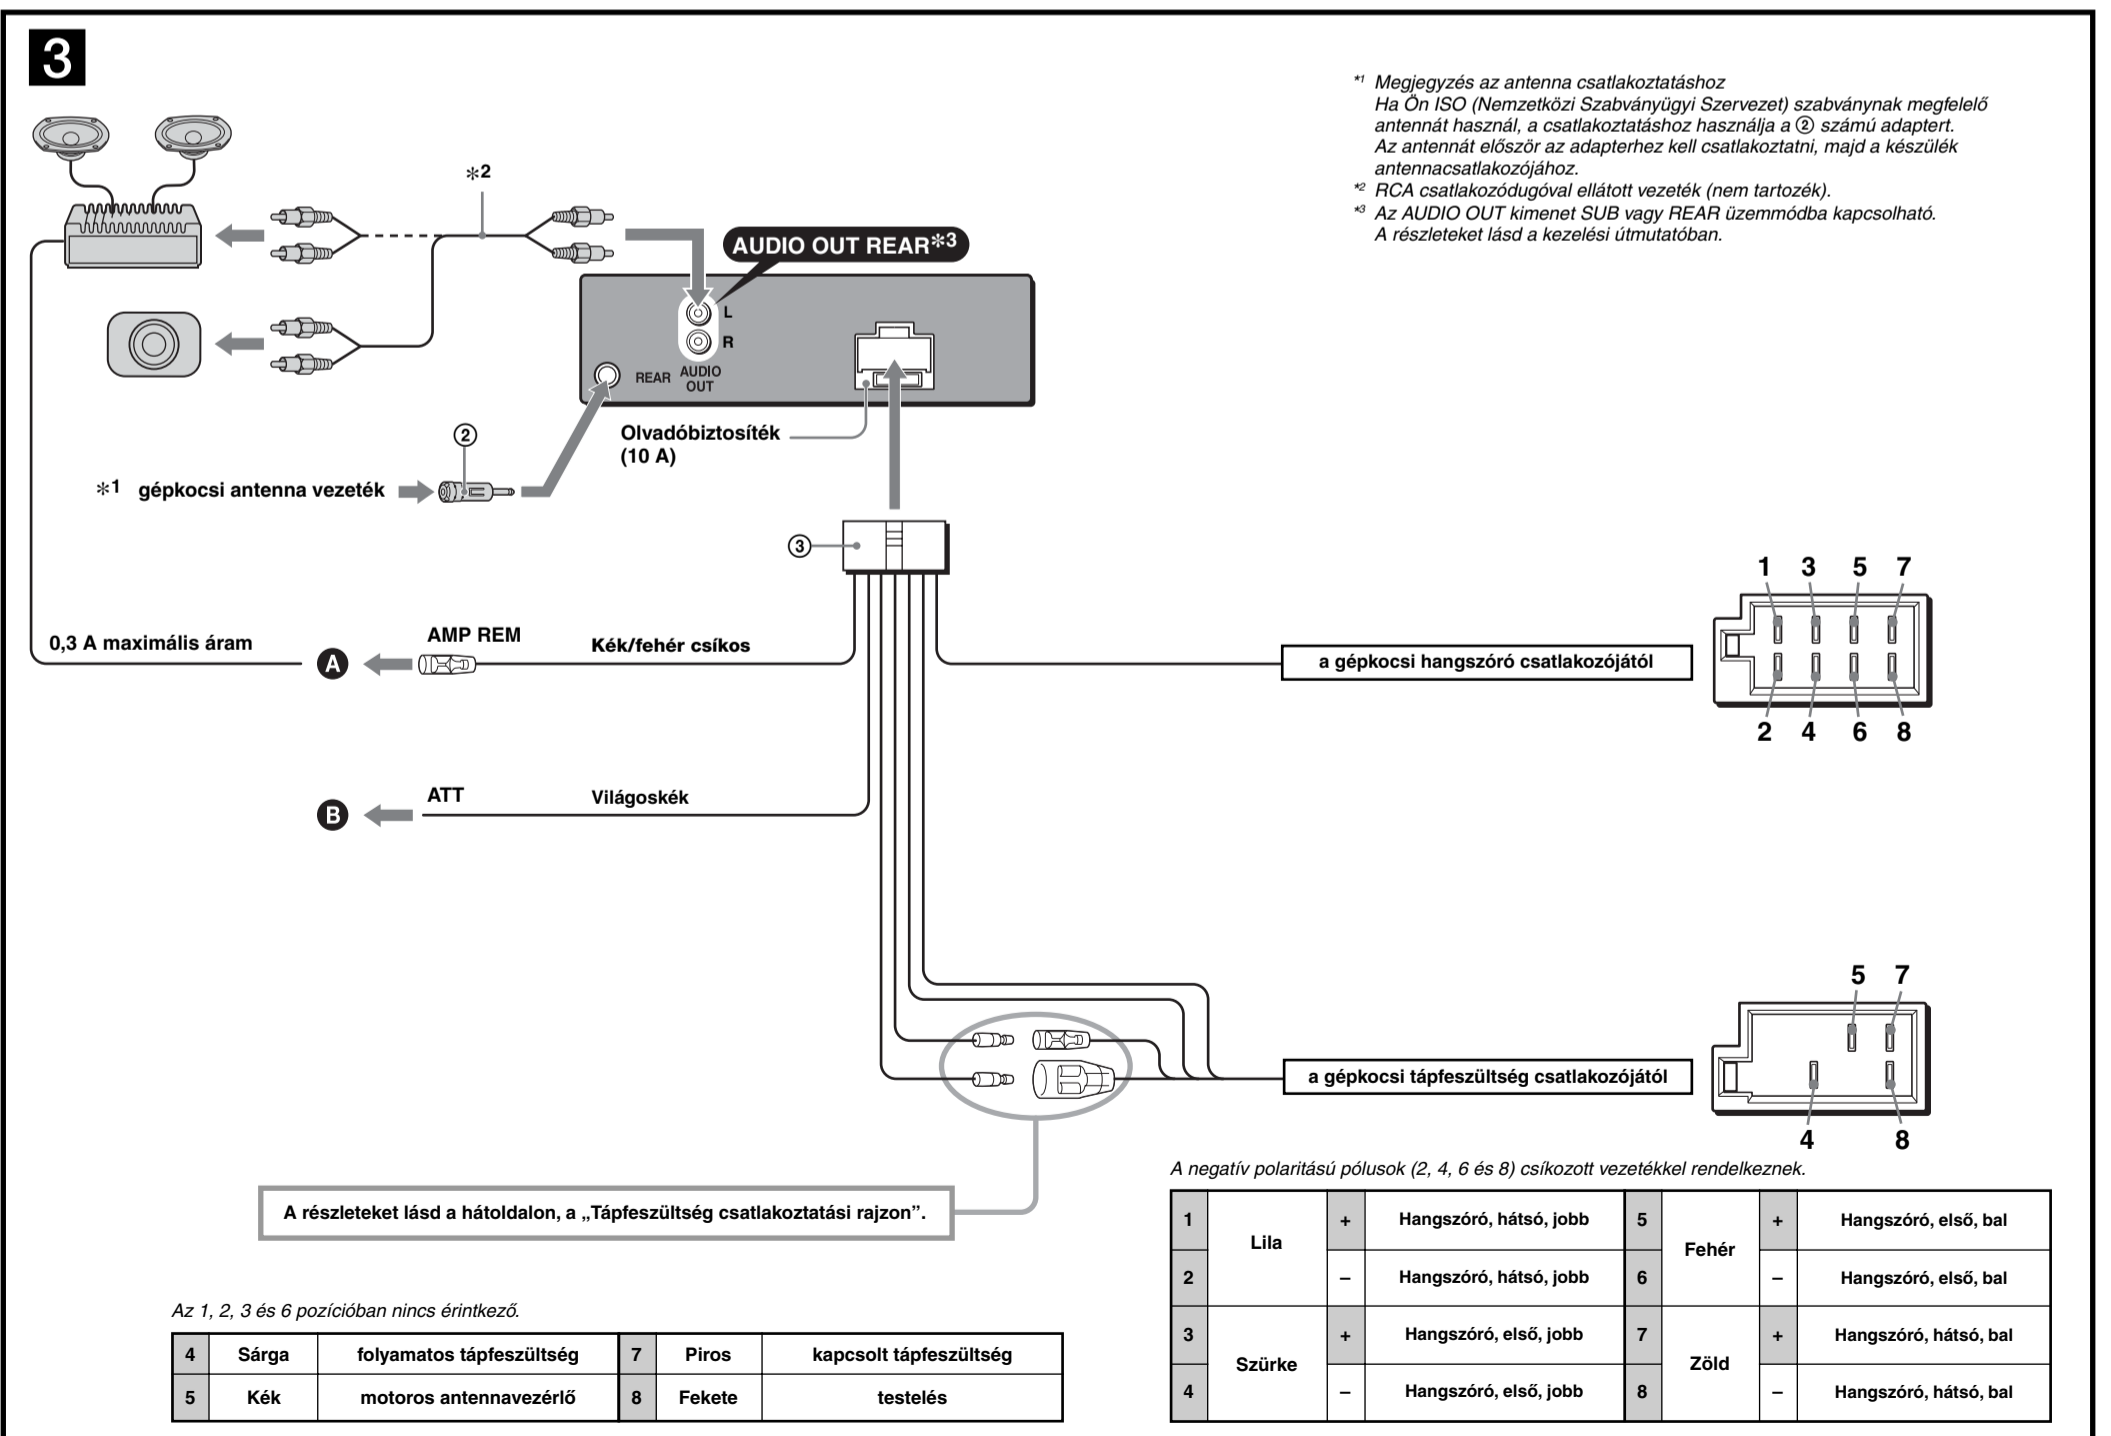 3
*1 Megjegyzés az antenna csatlakoztatáshoz
Ha Ön ISO (Nemzetközi Szabványügyi Szervezet) szabványnak megfelelő
antennát használ, a csatlakoztatáshoz használja a ② számú adaptert.
Az antennát először az adapterhez kell csatlakoztatni, majd a készülék
antennacsatlakozójához.
*2 RCA csatlakozódugóval ellátott vezeték (nem tartozék).
*3 Az AUDIO OUT kimenet SUB vagy REAR üzemmódba kapcsolható.
A részleteket lásd a kezelési útmutatóban.
*2
AUDIO OUT REAR*3
L
R
REAR
AUDIO
OUT
Olvadóbiztosíték
(10 A)
②
*1 gépkocsi antenna vezeték
③
1 3 5 7
2 4 6 8
0,3 A maximális áram
A
AMP REM
Kék/fehér csíkos
a gépkocsi hangszóró csatlakozójától
B
ATT
Világoskék
5 7
4 8
a gépkocsi tápfeszültség csatlakozójától
A részleteket lásd a hátoldalon, a „Tápfeszültség csatlakoztatási rajzon”.
A negatív polaritású pólusok (2, 4, 6 és 8) csíkozott vezetékkel rendelkeznek.
1 Lila + Hangszóró, hátsó, jobb 5 Fehér + Hangszóró, első, bal
2 – Hangszóró, hátsó, jobb 6 – Hangszóró, első, bal
3 Szürke + Hangszóró, első, jobb 7 Zöld + Hangszóró, hátsó, bal
4 – Hangszóró, első, jobb 8 – Hangszóró, hátsó, bal
Az 1, 2, 3 és 6 pozícióban nincs érintkező.
4 Sárga folyamatos tápfeszültség 7 Piros kapcsolt tápfeszültség
5 Kék motoros antennavezérlő 8 Fekete testelés